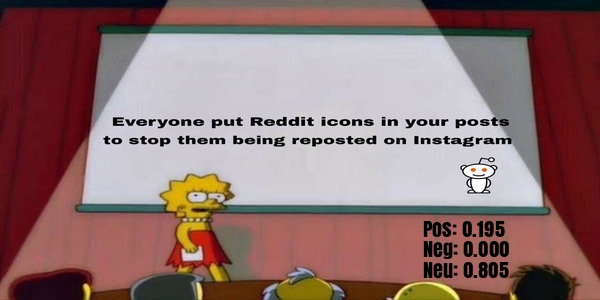 Everyone put Reddit icons in your posts
to stop them being reposted on Instagram
Pos: 0.195
Neg: 0.000
Neu: 0.805